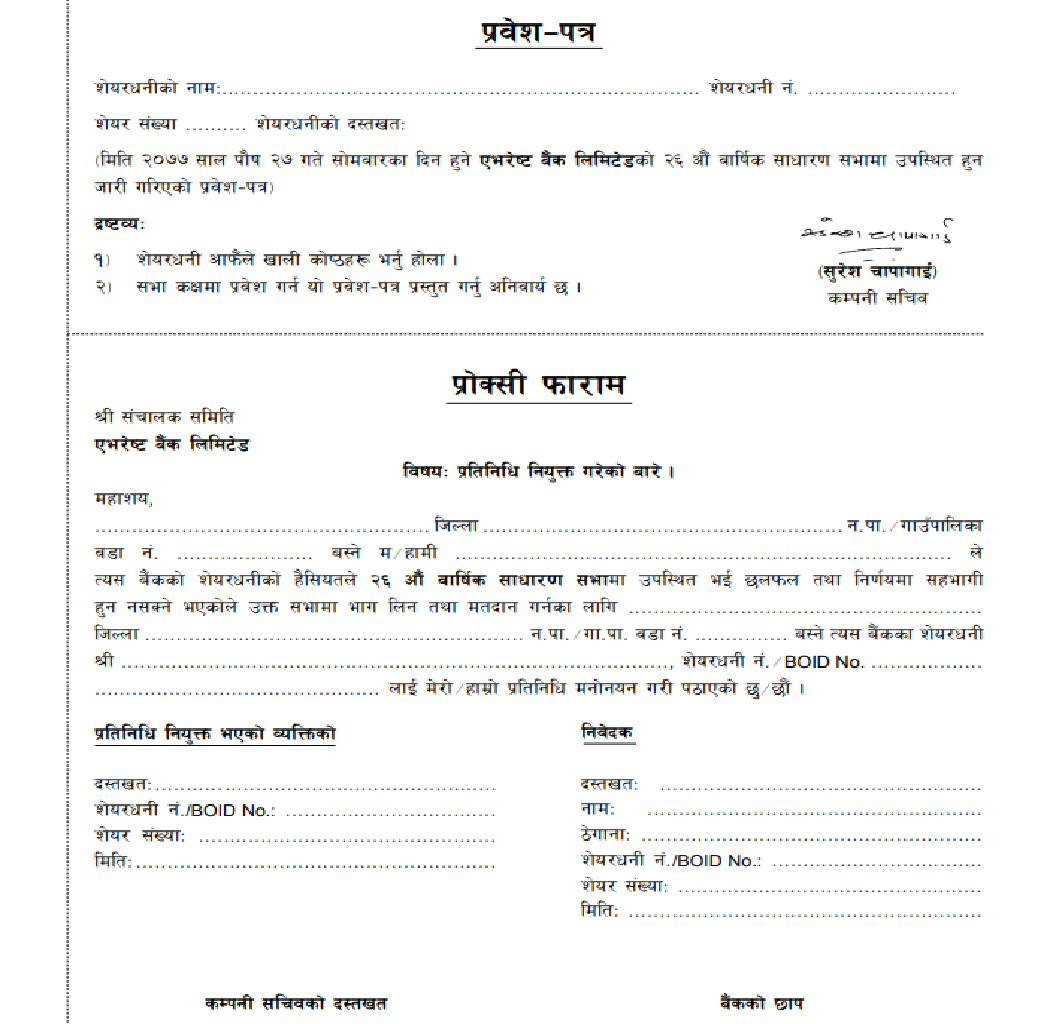 प्रवेश-पत्र
शेयरधनीको नाम:................................................................................ शेयरधनी नं. .........................
शेयर संख्या .......... शेयरधनीको दस्तखत:
(मिति २०७७ साल पौष २७ गते सोमबारका दिन हुने एभरेष्ट बैंक लिमिटेडको २६ औं वार्षिक साधारण सभामा उपस्थित हुन
जारी गरिएको प्रवेश-पत्र)
द्रष्टव्य:
१) शेयरधनी आफैंले खाली कोष्ठहरू भर्नु होला ।
२) सभा कक्षमा प्रवेश गर्न यो प्रवेश-पत्र प्रस्तुत गर्नु अनिवार्य छ ।
(सुरेश चापागाइं)
कम्पनी सचिव
प्रोक्सी फाराम
श्री संचालक समिति
एभरेष्ट बैंक लिमिटेड
विषय: प्रतिनिधि नियुक्त गरेको बारे ।
महाशय,
........................................................ जिल्ला ............................................................ न.पा./गाउँपालिका
वडा नं. ....................... बस्ने म/हामी .................................................................................... ले
त्यस बैंकको शेयरधनीको हैसियतले २६ औं वार्षिक साधारण सभामा उपस्थित भई छलफल तथा निर्णयमा सहभागी
हुन नसक्ने भएकोले उक्त सभामा भाग लिन तथा मतदान गर्नका लागि ............................................................
जिल्ला ................................................................ न.पा./गा.पा. वडा नं. ................ बस्ने त्यस बैंकका शेयरधनी
श्री ............................................................................................, शेयरधनी नं./BOID No. ...................
................................................ लाई मेरो/हाम्रो प्रतिनिधि मनोनयन गरी पठाएको छु/छौं ।
प्रतिनिधि नियुक्त भएको व्यक्तिको
दस्तखत:..........................................................
शेयरधनी नं./BOID No.: ...................................
शेयर संख्या: ..................................................
मिति:.............................................................
निवेदक
दस्तखत: ......................................................
नाम: ........................................................
ठेगाना: .........................................................
शेयरधनी नं./BOID No.: ...................................
शेयर संख्या: ...................................................
मिति: ...........................................................
कम्पनी सचिवको दस्तखत
बैंकको छाप